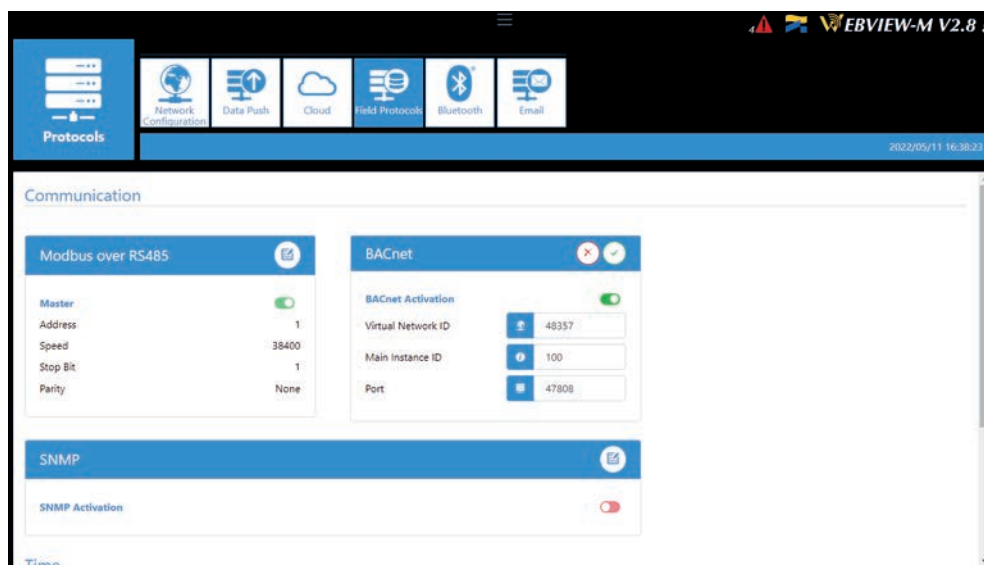 4
WEBVIEW-M V2.8
Protocols
Network
Configuration
Data Push
Cloud
Field Protocols
Bluetooth
Email
2022/05/11 16:38:23
Communication
Modbus over RS485
Master
Address 1
Speed 38400
Stop Bit 1
Parity None
BACnet
BACnet Activation
Virtual Network ID 48357
Main Instance ID 100
Port 47808
SNMP
SNMP Activation
Time